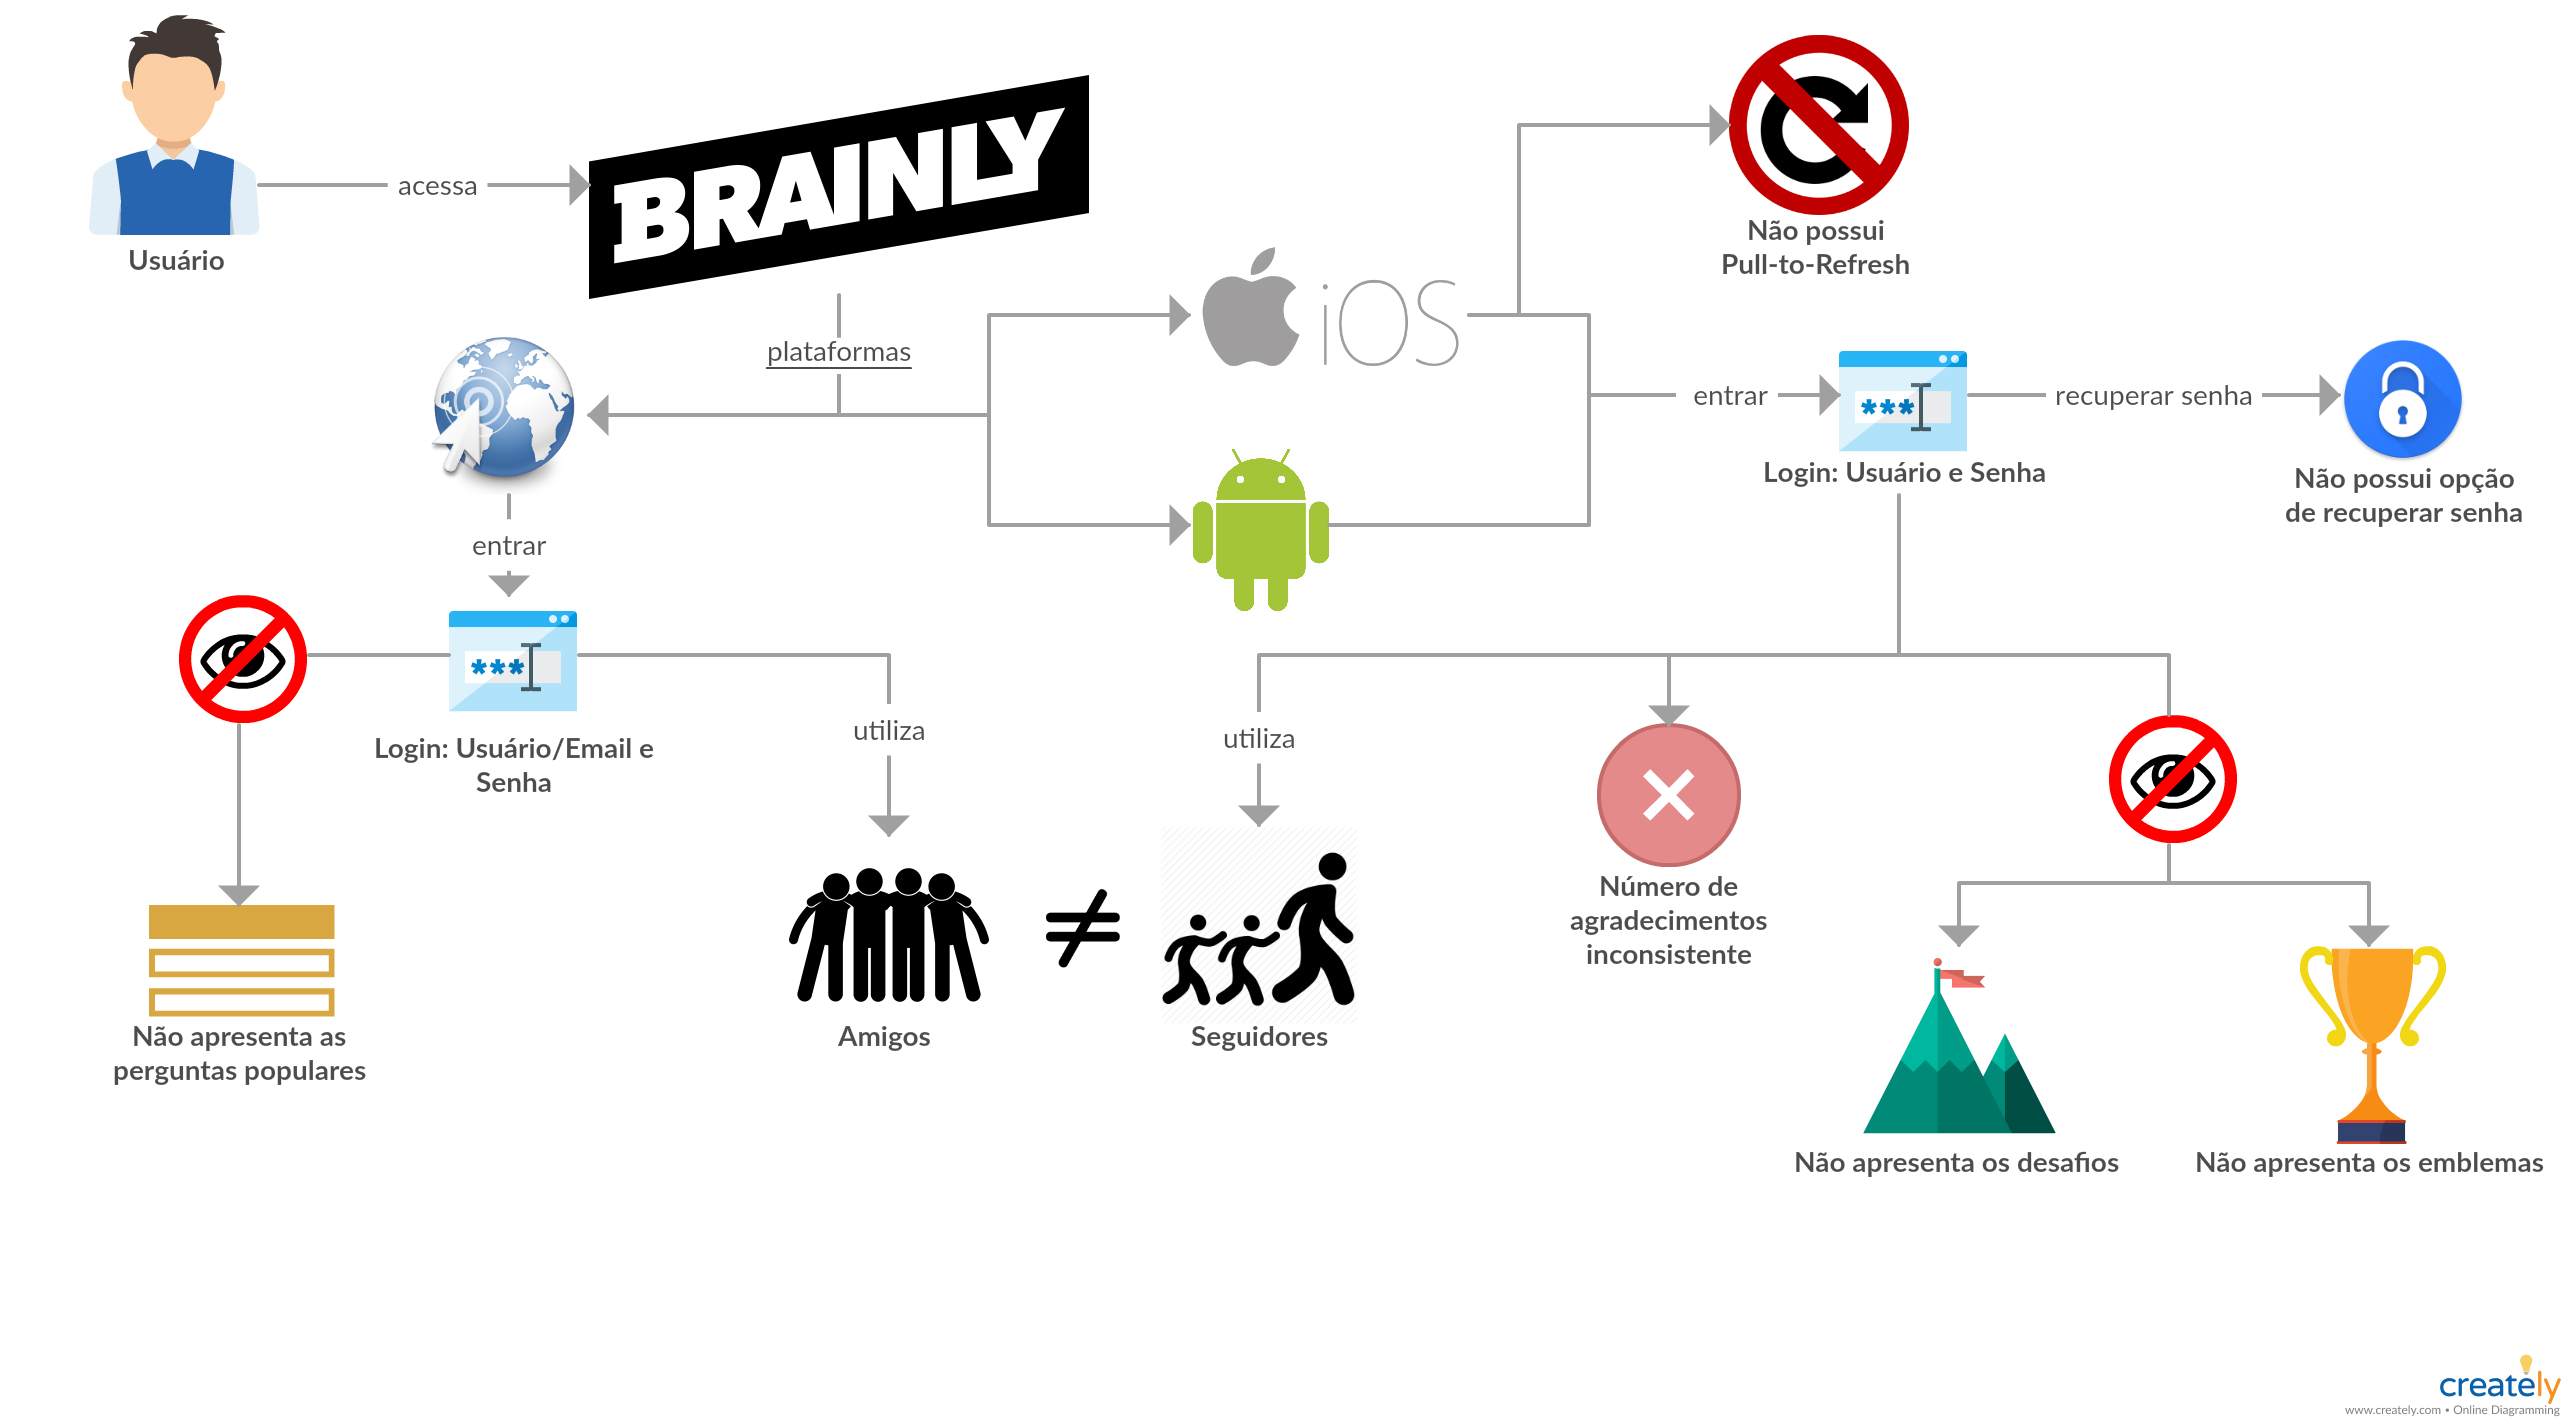 BRAINLY
acessa
Usuário
plataformas
iOS
Não possui
Pull-to-Refresh
entrar
***
Login: Usuário e Senha
recuperar senha
Não possui opção
de recuperar senha
entrar
***
Login: Usuário/Email e
Senha
utiliza
utiliza
Não apresenta as
perguntas populares
Amigos
≠
Seguidores
Número de
agradecimentos
inconsistente
Não apresenta os desafios
Não apresenta os emblemas
creately
www.creately.com • Online Diagramming